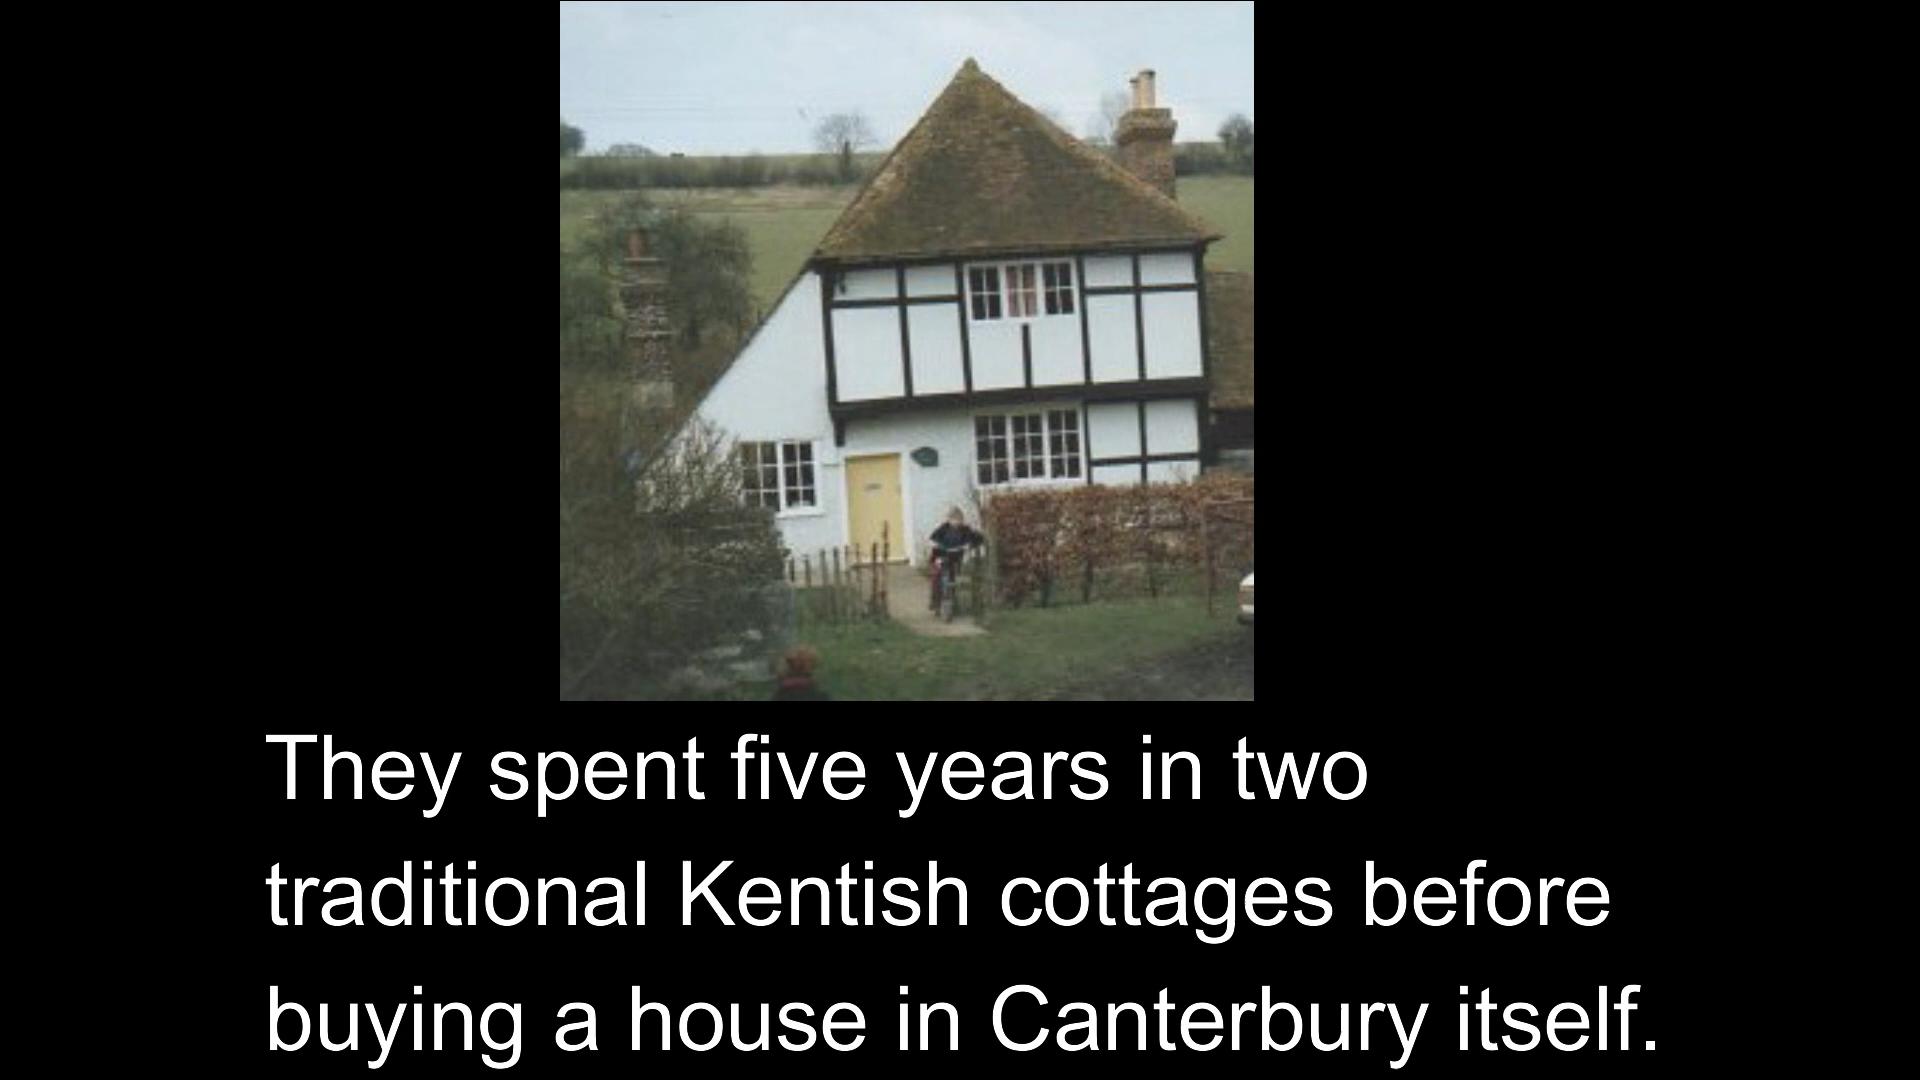 They spent five years in two
traditional Kentish cottages before
buying a house in Canterbury itself.